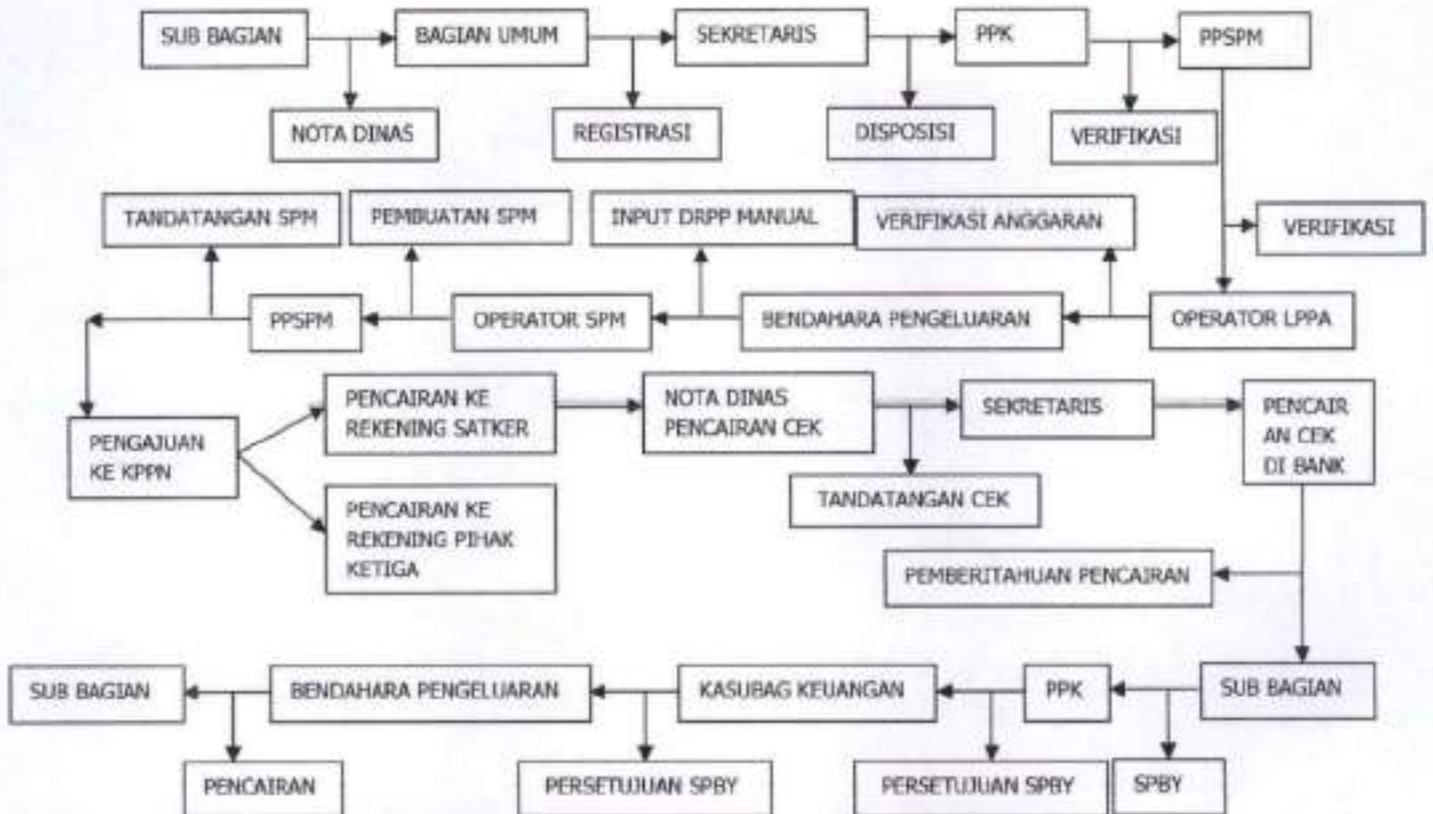 SUB BAGIAN
BAGIAN UMUM
SEKRETARIS
PPK
PPSPM
NOTA DINAS
REGISTRASI
DISPOSISI
VERIFIKASI
TANDATANGAN SPM
PEMBUATAN SPM
INPUT DRPP MANUAL
VERIFIKASI ANGGARAN
VERIFIKASI
PPSPM
OPERATOR SPM
BENDAHARA PENGELUARAN
OPERATOR LPPA
PENGAJUAN
KE KPPN
PENCAIRAN KE
REKENING SATKER
NOTA DINAS
PENCAIRAN CEK
SEKRETARIS
PENCAIR
AN CEK
DI BANK
TANDATANGAN CEK
PENCAIRAN KE
REKENING PIHAK
KETIGA
PEMBERITAHUAN PENCAIRAN
SUB BAGIAN
BENDAHARA PENGELUARAN
KASUBAG KEUANGAN
PPK
SUB BAGIAN
PENCAIRAN
PERSETUJUAN SPBY
PERSETUJUAN SPBY
SPBY